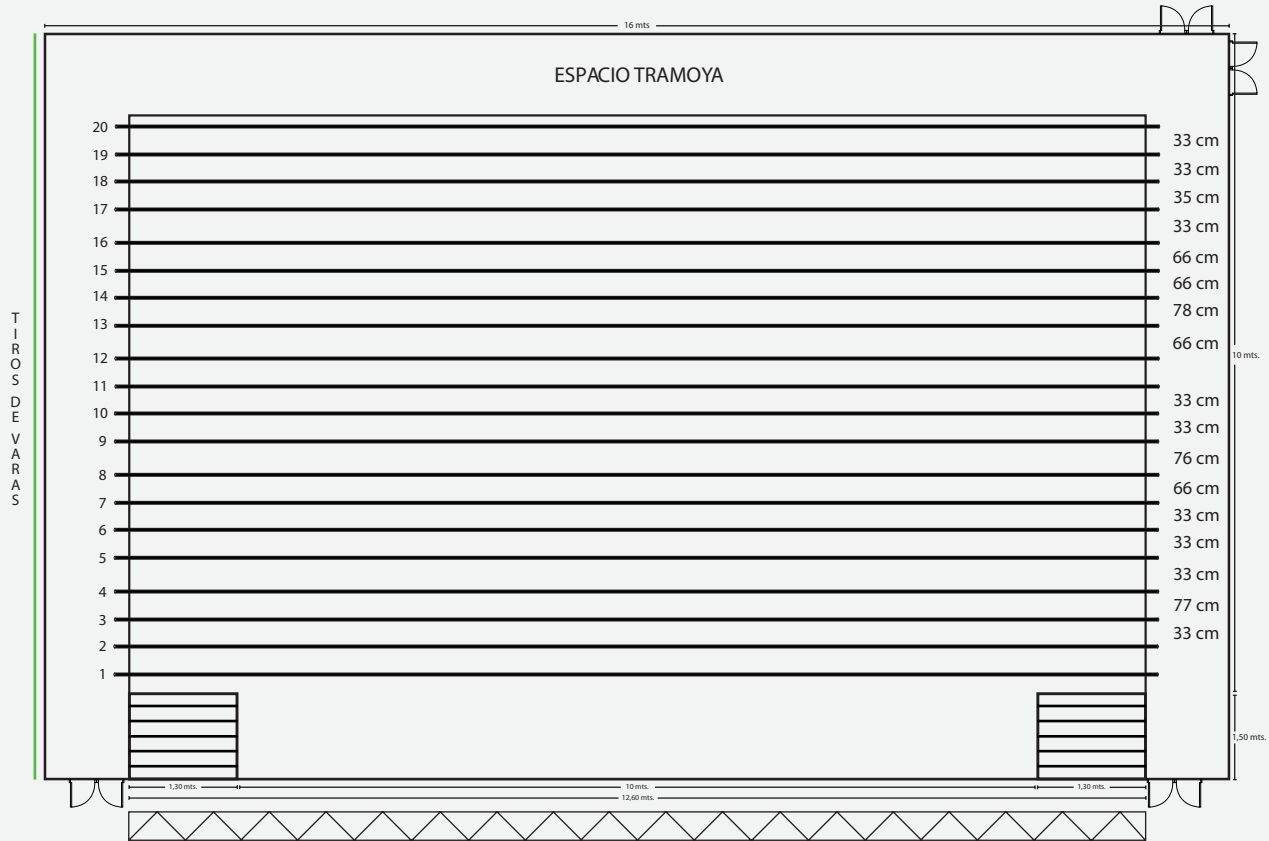 16 mts
ESPACIO TRAMOYA
20
33 cm
19
33 cm
18
35 cm
17
33 cm
16
66 cm
15
66 cm
14
78 cm
13
66 cm
12
11
33 cm
10
33 cm
9
76 cm
8
66 cm
7
33 cm
6
33 cm
5
33 cm
4
77 cm
3
33 cm
2
1
TIROS DE VARAS
10 mts.
1,50 mts.
1,30 mts.
10 mts.
1,30 mts.
12,60 mts.